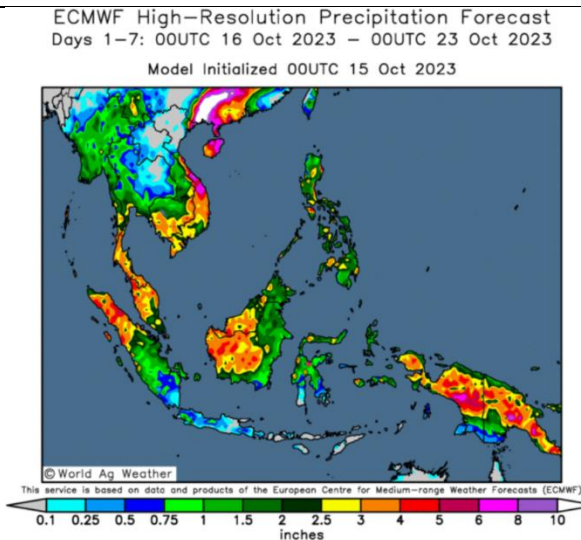 ECMWF High-Resolution Precipitation Forecast
Days 1-7: 00UTC 16 Oct 2023 - 00UTC 23 Oct 2023
Model Initialized 00UTC 15 Oct 2023
© World Ag Weather
This service is based on data and products of the European Centre for Medium-range Weather Forecasts (ECMWF)
0.1 0.25 0.5 0.75 1 1.5 2 2.5 3 4 5 6 8 10
inches